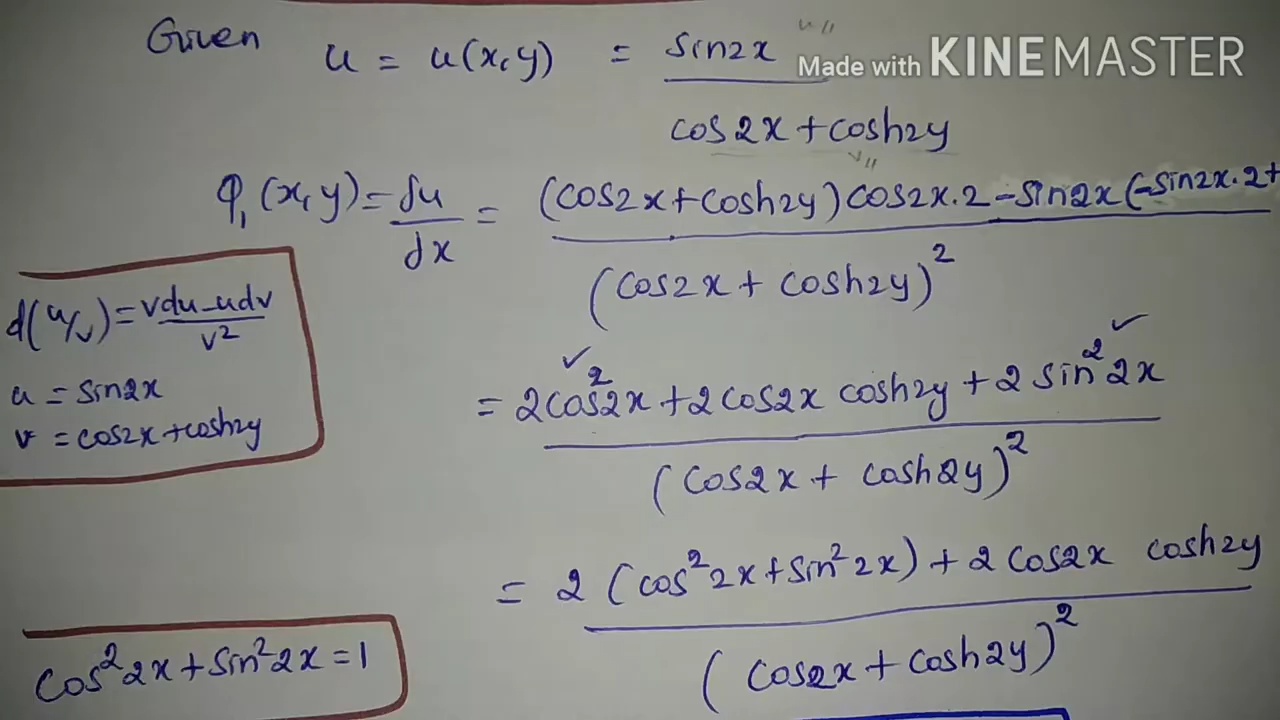 Given u = u(x,y) = sin2x
u //
Made with KINEMASTER
cos2x + cosh2y
v //
φ₁(x,y) = δu/δx = (cos2x + cosh2y) cos2x·2 - sin2x (-sin2x·2 +
(cos2x + cosh2y)²
d(u/v) = vdu - udv / v²
u = sin2x
v = cos2x + cosh2y
= 2cos²2x + 2cos2x cosh2y + 2 sin²2x
✓ ✓
(cos2x + cosh2y)²
= 2 (cos²2x + sin²2x) + 2 cos2x cosh2y
(cos2x + cosh2y)²
cos²2x + sin²2x = 1